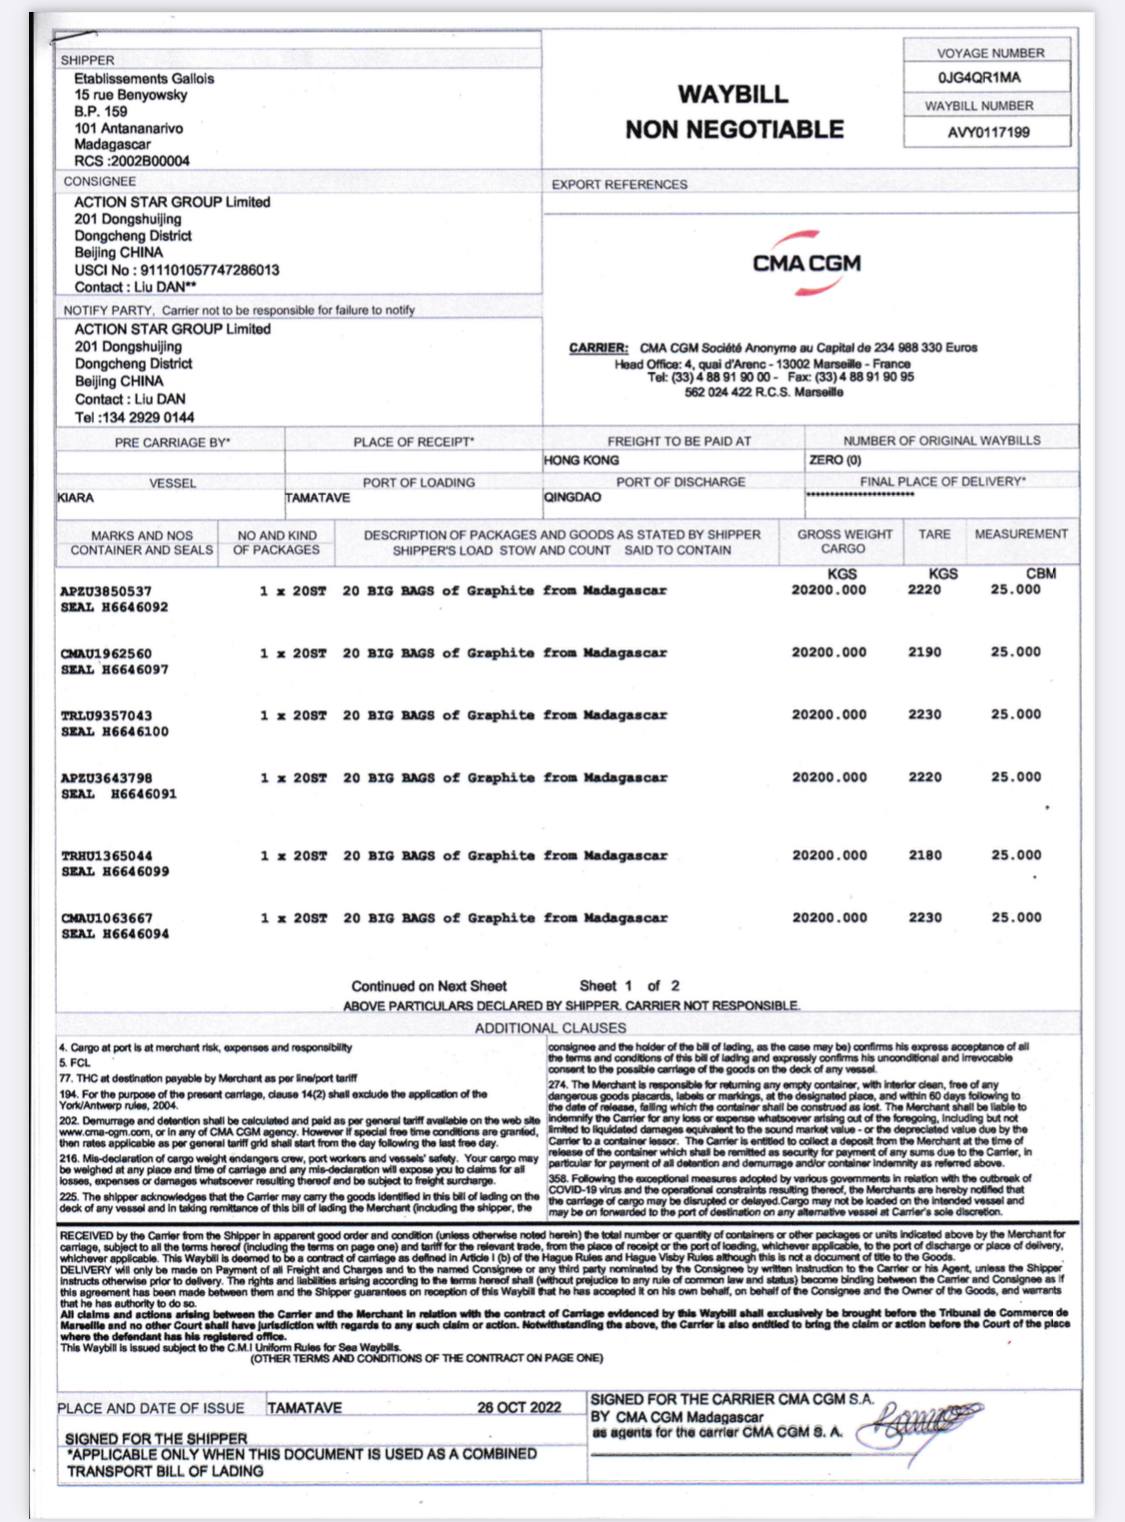 SHIPPER
Etablissements Gallois
15 rue Benyowsky
B.P. 159
101 Antananarivo
Madagascar
RCS :2002B00004
WAYBILL
NON NEGOTIABLE
VOYAGE NUMBER
0JG4QR1MA
WAYBILL NUMBER
AVY0117199
CONSIGNEE
ACTION STAR GROUP Limited
201 Dongshuijing
Dongcheng District
Beijing CHINA
USCI No : 911101057747286013
Contact : Liu DAN**
EXPORT REFERENCES
CMA CGM
NOTIFY PARTY, Carrier not to be responsible for failure to notify
ACTION STAR GROUP Limited
201 Dongshuijing
Dongcheng District
Beijing CHINA
Contact : Liu DAN
Tel :134 2929 0144
CARRIER: CMA CGM Société Anonyme au Capital de 234 988 330 Euros
Head Office: 4, quai d'Arenc - 13002 Marseille - France
Tel: (33) 4 88 91 90 00 - Fax: (33) 4 88 91 90 95
562 024 422 R.C.S. Marseille
PRE CARRIAGE BY* PLACE OF RECEIPT* FREIGHT TO BE PAID AT NUMBER OF ORIGINAL WAYBILLS
HONG KONG ZERO (0)
VESSEL PORT OF LOADING PORT OF DISCHARGE FINAL PLACE OF DELIVERY*
KIARA TAMATAVE QINGDAO ***********************
MARKS AND NOS NO AND KIND DESCRIPTION OF PACKAGES AND GOODS AS STATED BY SHIPPER GROSS WEIGHT TARE MEASUREMENT
CONTAINER AND SEALS OF PACKAGES SHIPPER'S LOAD STOW AND COUNT SAID TO CONTAIN CARGO
KGS KGS CBM
APZU3850537 1 x 20ST 20 BIG BAGS of Graphite from Madagascar 20200.000 2220 25.000
SEAL H6646092
CMAU1962560 1 x 20ST 20 BIG BAGS of Graphite from Madagascar 20200.000 2190 25.000
SEAL H6646097
TRLU9357043 1 x 20ST 20 BIG BAGS of Graphite from Madagascar 20200.000 2230 25.000
SEAL H6646100
APZU3643798 1 x 20ST 20 BIG BAGS of Graphite from Madagascar 20200.000 2220 25.000
SEAL H6646091
TRHU1365044 1 x 20ST 20 BIG BAGS of Graphite from Madagascar 20200.000 2180 25.000
SEAL H6646099
CMAU1063667 1 x 20ST 20 BIG BAGS of Graphite from Madagascar 20200.000 2230 25.000
SEAL H6646094
Continued on Next Sheet Sheet 1 of 2
ABOVE PARTICULARS DECLARED BY SHIPPER. CARRIER NOT RESPONSIBLE.
ADDITIONAL CLAUSES
4. Cargo at port is at merchant risk, expenses and responsibility
5. FCL
77. THC at destination payable by Merchant as per line/port tariff
194. For the purpose of the present carriage, clause 14(2) shall exclude the application of the
York/Antwerp rules, 2004.
202. Demurrage and detention shall be calculated and paid as per general tariff available on the web site
www.cma-cgm.com, or in any of CMA CGM agency. However if special free time conditions are granted,
then rates applicable as per general tariff grid shall start from the day following the last free day.
216. Mis-declaration of cargo weight endangers crew, port workers and vessels' safety. Your cargo may
be weighed at any place and time of carriage and any mis-declaration will expose you to claims for all
losses, expenses or damages whatsoever resulting thereof and be subject to freight surcharge.
225. The shipper acknowledges that the Carrier may carry the goods identified in this bill of lading on the
deck of any vessel and in taking remittance of this bill of lading the Merchant (including the shipper, the
consignee and the holder of the bill of lading, as the case may be) confirms his express acceptance of all
the terms and conditions of this bill of lading and expressly confirms his unconditional and irrevocable
consent to the possible carriage of the goods on the deck of any vessel.
274. The Merchant is responsible for returning any empty container, with interior clean, free of any
dangerous goods placards, labels or markings, at the designated place, and within 60 days following to
the date of release, failing which the container shall be construed as lost. The Merchant shall be liable to
indemnify the Carrier for any loss or expense whatsoever arising out of the foregoing, including but not
limited to liquidated damages equivalent to the sound market value - or the depreciated value due by the
Carrier to a container lessor. The Carrier is entitled to collect a deposit from the Merchant at the time of
release of the container which shall be remitted as security for payment of any sums due to the Carrier, in
particular for payment of all detention and demurrage and/or container indemnity as referred above.
358. Following the exceptional measures adopted by various governments in relation with the outbreak of
COVID-19 virus and the operational constraints resulting thereof, the Merchants are hereby notified that
the carriage of cargo may be disrupted or delayed.Cargo may not be loaded on the intended vessel and
may be on forwarded to the port of destination on any alternative vessel at Carrier's sole discretion.
RECEIVED by the Carrier from the Shipper in apparent good order and condition (unless otherwise noted herein) the total number or quantity of containers or other packages or units indicated above by the Merchant for
carriage, subject to all the terms hereof (including the terms on page one) and tariff for the relevant trade, from the place of receipt or the port of loading, whichever applicable, to the port of discharge or place of delivery,
whichever applicable. This Waybill is deemed to be a contract of carriage as defined in Article I (b) of the Hague Rules and Hague Visby Rules although this is not a document of title to the Goods.
DELIVERY will only be made on Payment of all Freight and Charges and to the named Consignee or any third party nominated by the Consignee by written instruction to the Carrier or his Agent, unless the Shipper
instructs otherwise prior to delivery. The rights and liabilities arising according to the terms hereof shall (without prejudice to any rule of common law and status) become binding between the Carrier and Consignee as if
this agreement has been made between them and the Shipper guarantees on reception of this Waybill that he has accepted it on his own behalf, on behalf of the Consignee and the Owner of the Goods, and warrants
that he has authority to do so.
All claims and actions arising between the Carrier and the Merchant in relation with the contract of Carriage evidenced by this Waybill shall exclusively be brought before the Tribunal de Commerce de
Marseille and no other Court shall have jurisdiction with regards to any such claim or action. Notwithstanding the above, the Carrier is also entitled to bring the claim or action before the Court of the place
where the defendant has his registered office.
This Waybill is issued subject to the C.M.I Uniform Rules for Sea Waybills.
(OTHER TERMS AND CONDITIONS OF THE CONTRACT ON PAGE ONE)
PLACE AND DATE OF ISSUE TAMATAVE 26 OCT 2022
SIGNED FOR THE SHIPPER
*APPLICABLE ONLY WHEN THIS DOCUMENT IS USED AS A COMBINED
TRANSPORT BILL OF LADING
SIGNED FOR THE CARRIER CMA CGM S.A.
BY CMA CGM Madagascar
as agents for the carrier CMA CGM S. A.